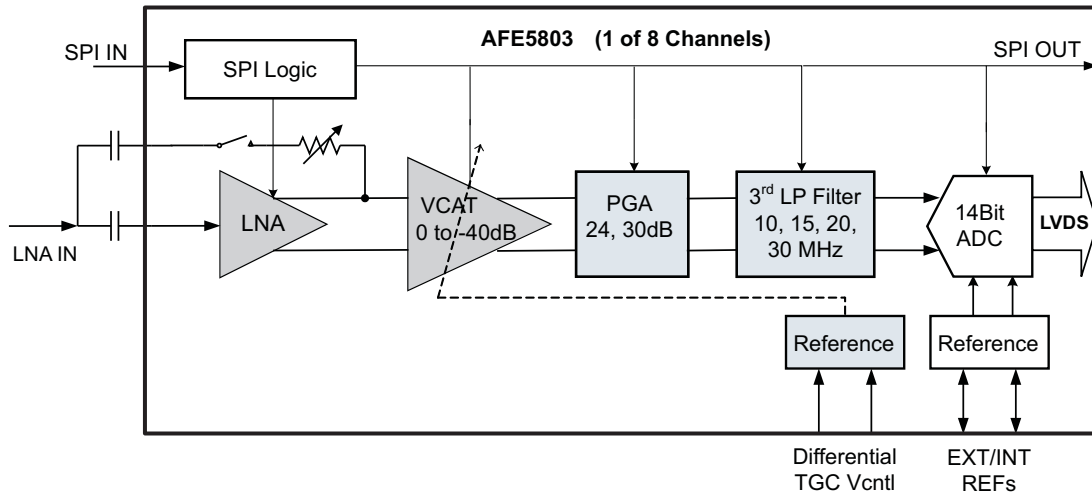 AFE5803 (1 of 8 Channels)
SPI IN
SPI OUT
SPI Logic
LNA IN
LNA
VCAT
0 to -40dB
PGA
24, 30dB
3rd LP Filter
10, 15, 20,
30 MHz
14Bit
ADC
LVDS
Reference
Reference
Differential
TGC Vcntl
EXT/INT
REFs